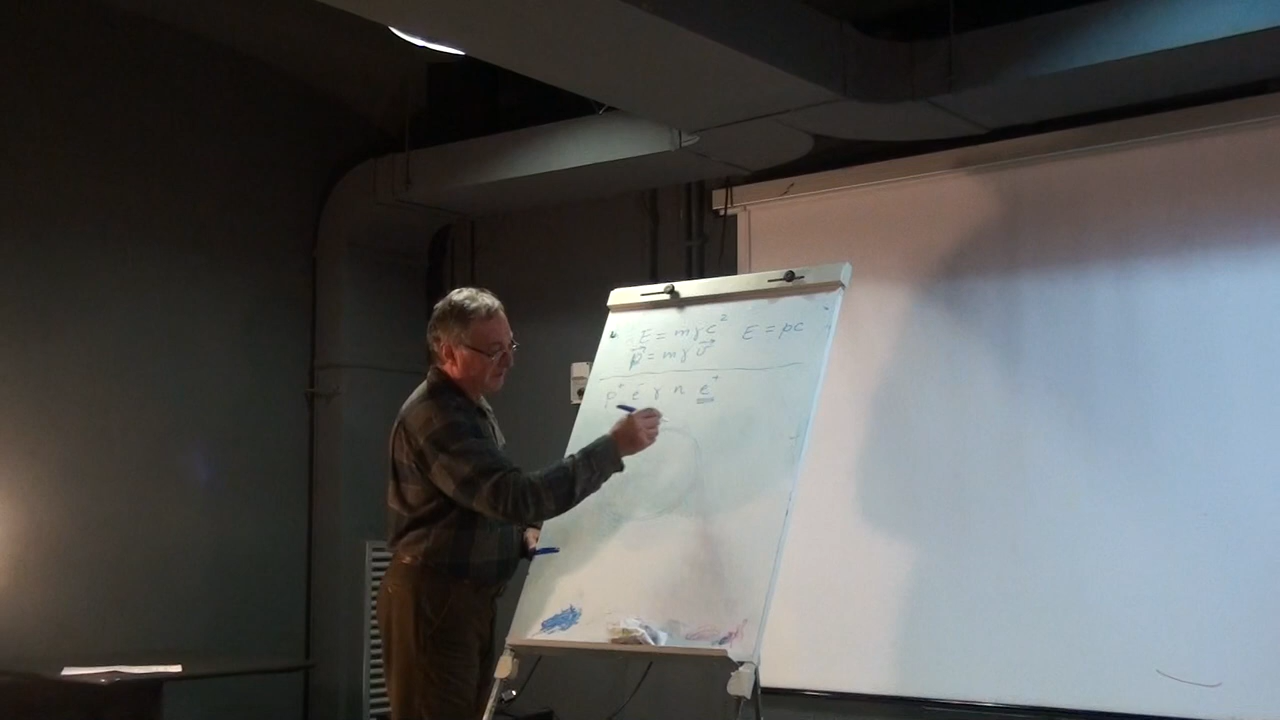 E = mγc² E = pc
p⃗ = mγv⃗
p⁺ e⁻ γ n e⁺